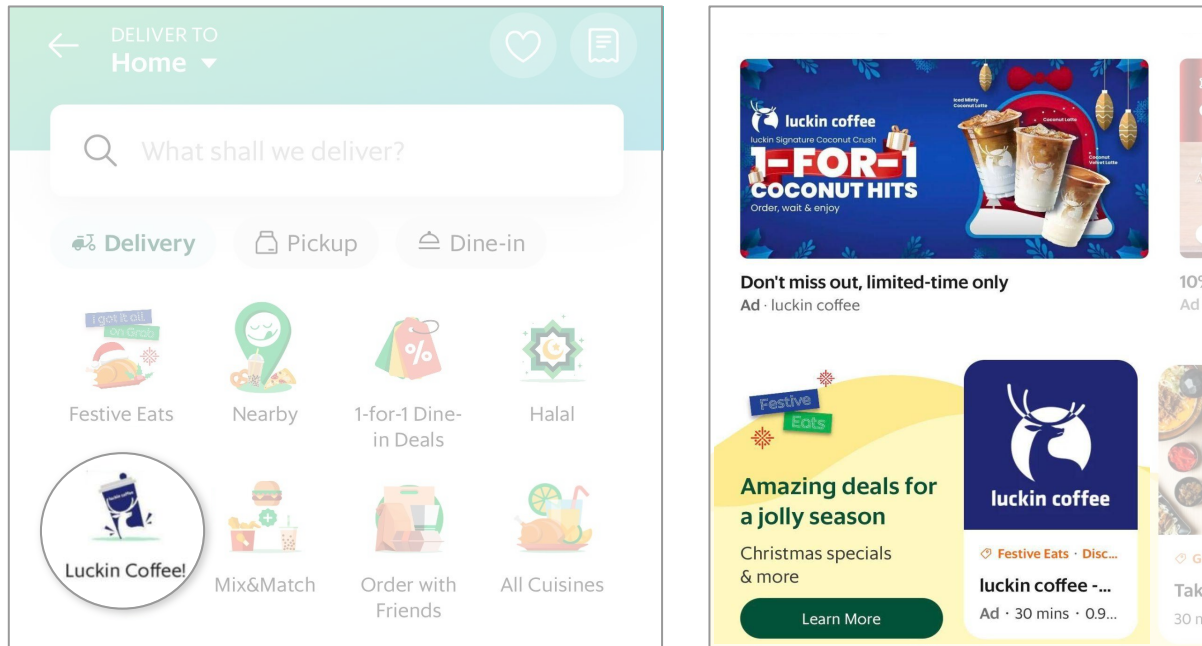 DELIVER TO
Home
What shall we deliver?
Delivery
Pickup
Dine-in
I got it all
on Grab
Festive Eats
Nearby
1-for-1 Dine-
in Deals
Halal
luckin coffee
Luckin Coffee!
Mix&Match
Order with
Friends
All Cuisines
luckin coffee
luckin Signature Coconut Crush
1-FOR-1
COCONUT HITS
Order, wait & enjoy
Iced Minty
Coconut Latte
Coconut Latte
Coconut
Velvet Latte
Don't miss out, limited-time only
Ad · luckin coffee
10%
Ad
Festive
Eats
Amazing deals for
a jolly season
Christmas specials
& more
Learn More
luckin coffee
Festive Eats · Disc...
luckin coffee -...
Ad · 30 mins · 0.9...
G
Tak
30 m